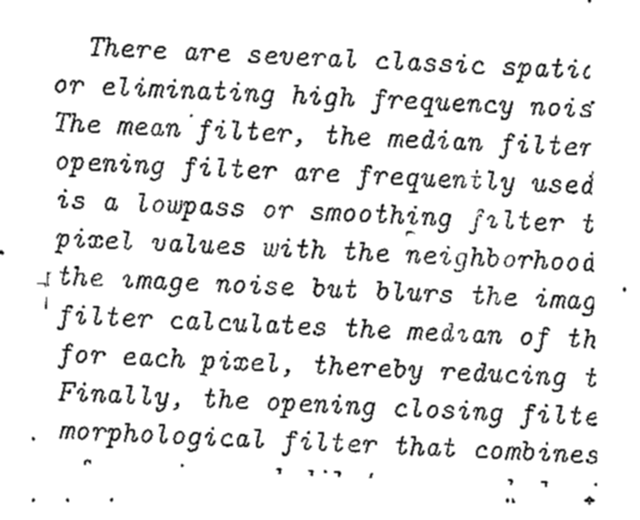 There are several classic spatic
or eliminating high frequency nois
The mean filter, the median filter
opening filter are frequently used
is a lowpass or smoothing filter t
pixel values with the neighborhood
the image noise but blurs the imag
filter calculates the median of th
for each pixel, thereby reducing t
Finally, the opening closing filte
morphological filter that combines